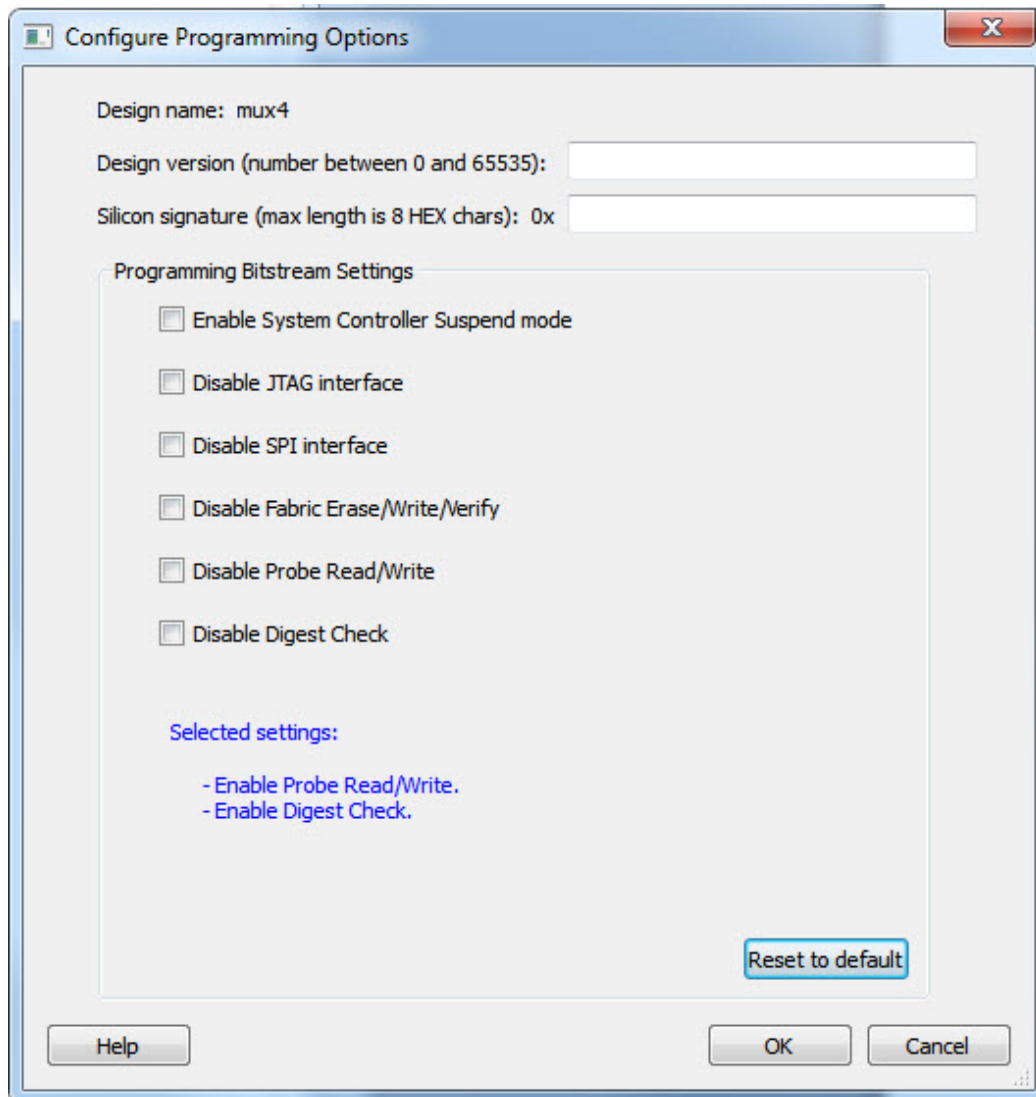 Configure Programming Options
Design name: mux4
Design version (number between 0 and 65535):
Silicon signature (max length is 8 HEX chars): 0x
Programming Bitstream Settings
Enable System Controller Suspend mode
Disable JTAG interface
Disable SPI interface
Disable Fabric Erase/Write/Verify
Disable Probe Read/Write
Disable Digest Check
Selected settings:
- Enable Probe Read/Write.
- Enable Digest Check.
Reset to default
Help OK Cancel